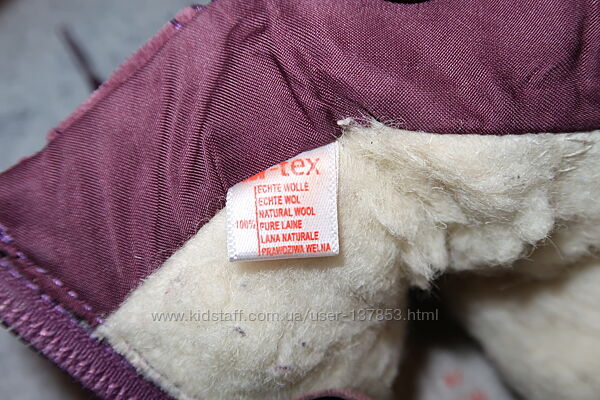 -tex
ECHTE WOLLE
ECHTE WOL
NATURAL WOOL
100% PURE LAINE
LANA NATURALE
PRAWDZIWA WEŁNA
www.kidstaff.com.ua/user-137853.html